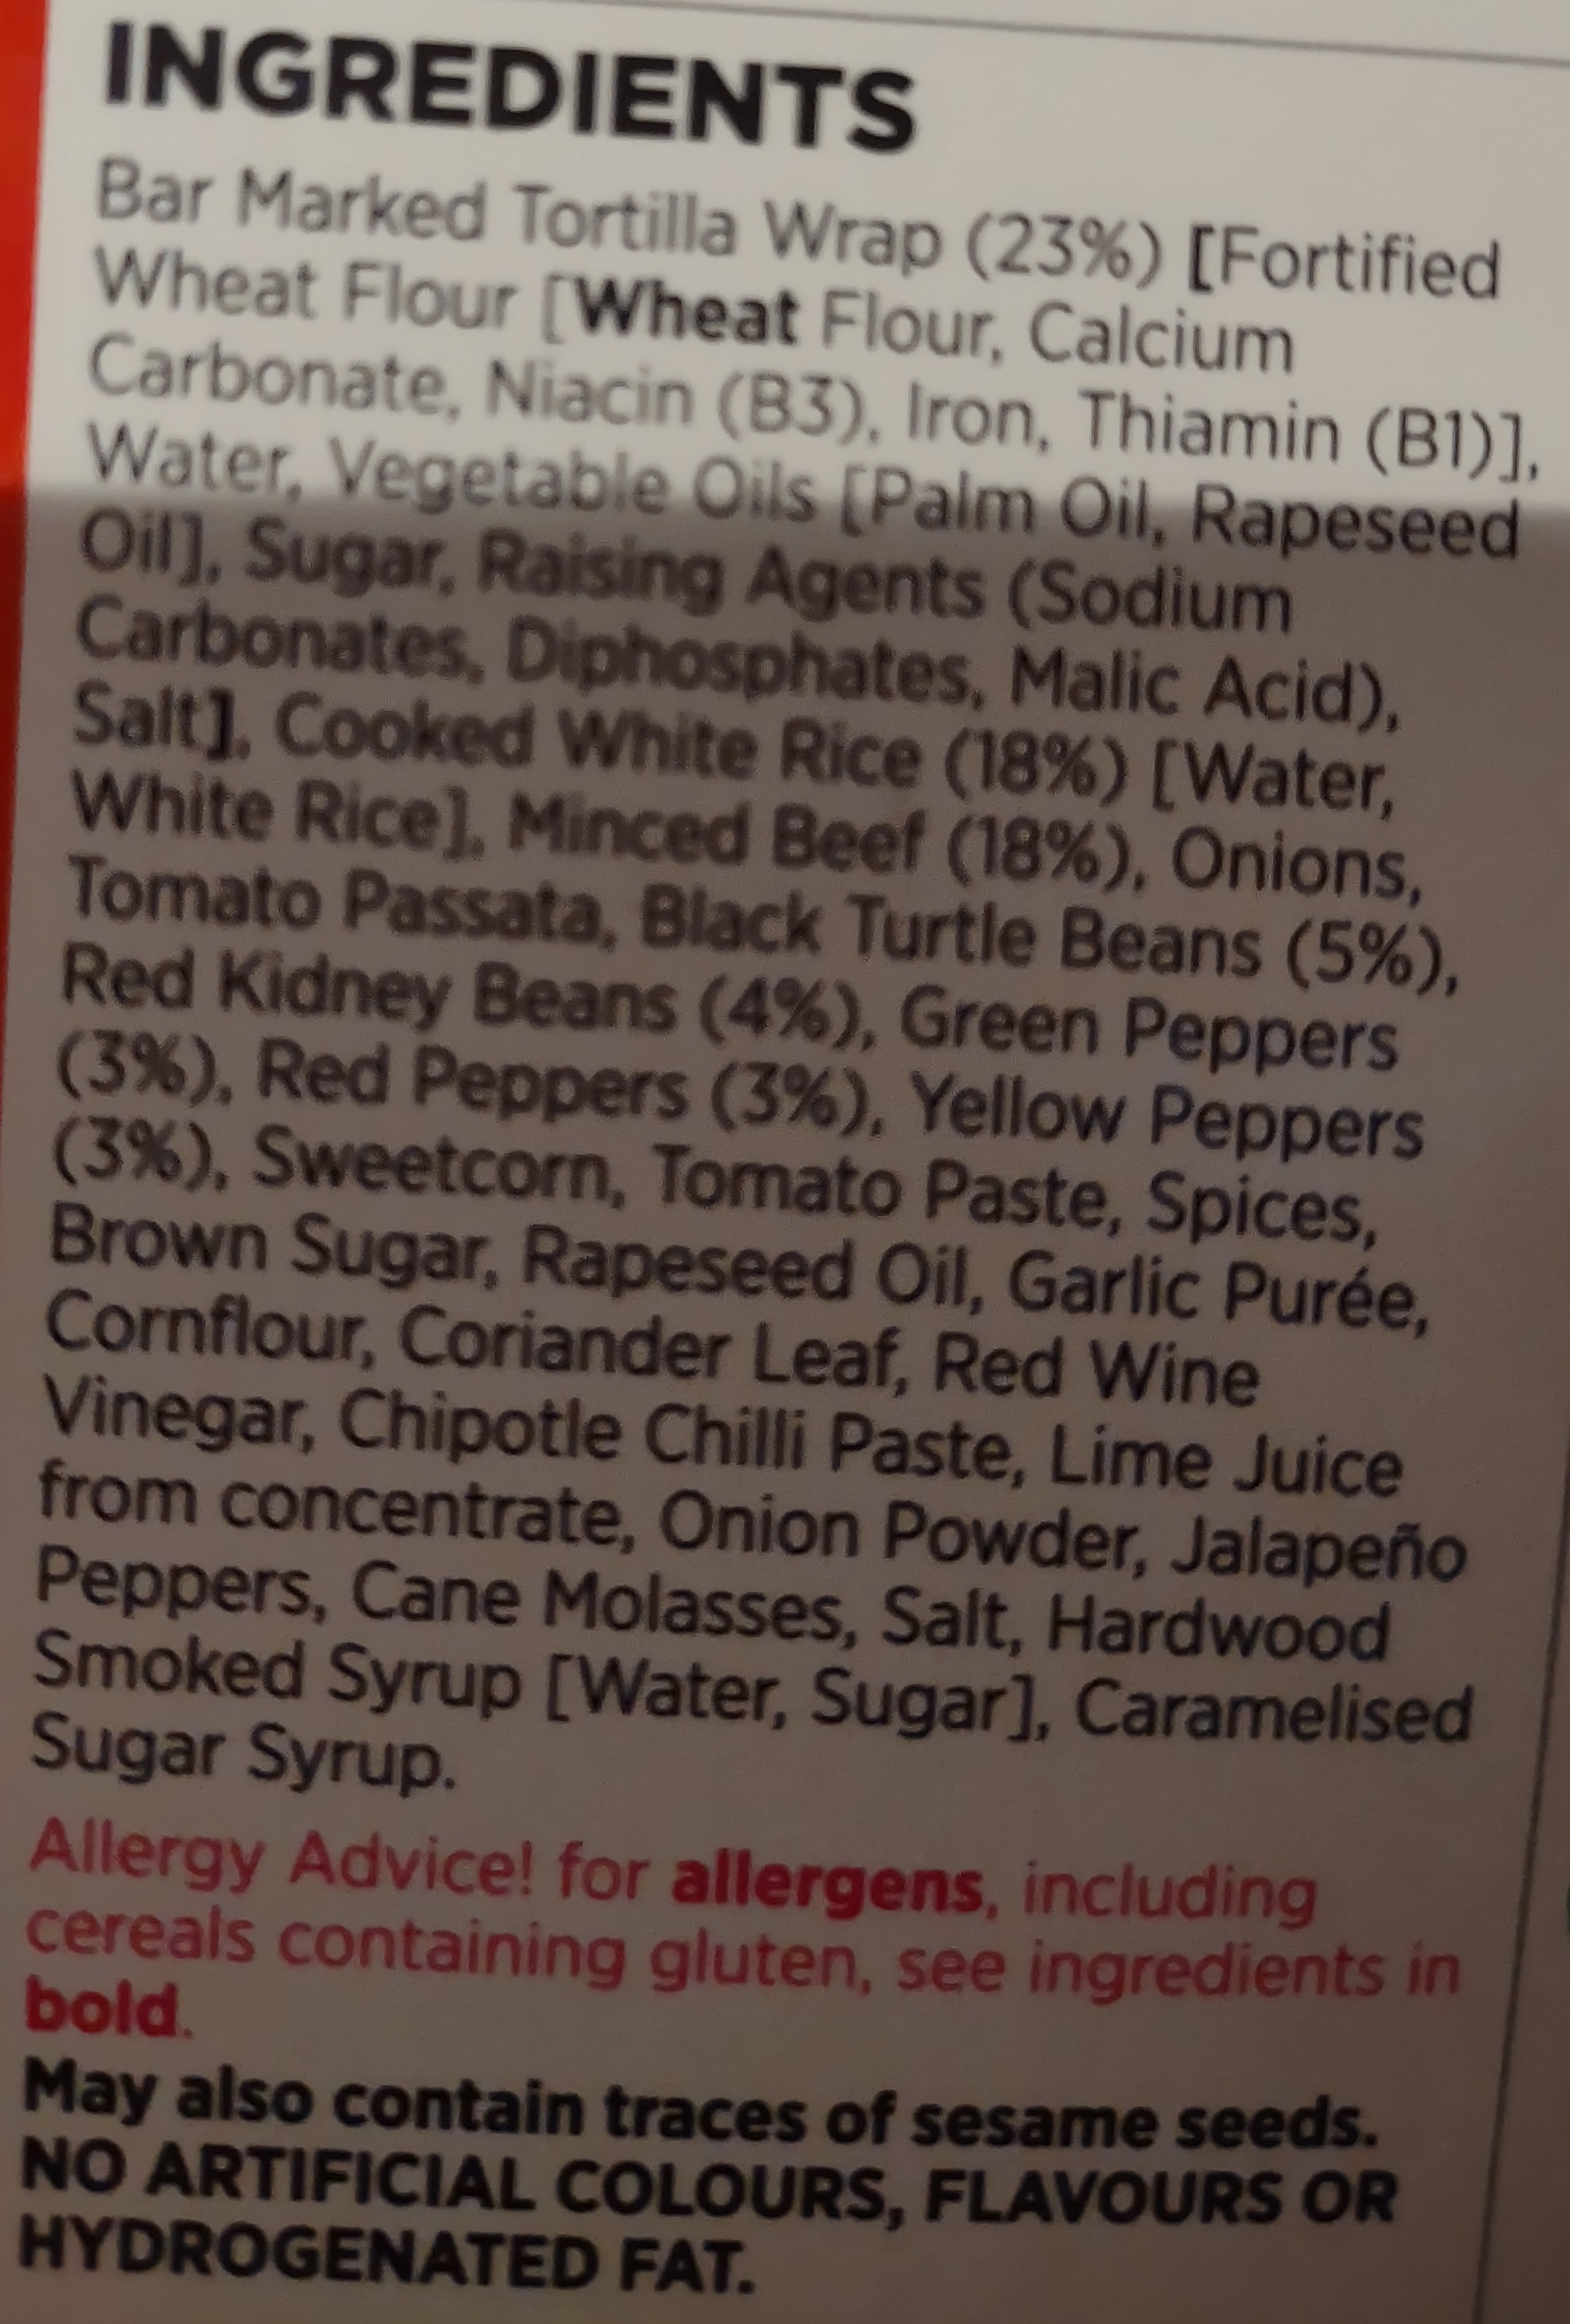 INGREDIENTS
Bar Marked Tortilla Wrap (23%) [Fortified
Wheat Flour [Wheat Flour, Calcium
Carbonate, Niacin (B3), Iron, Thiamin (B1)],
Water, Vegetable Oils [Palm Oil, Rapeseed
Oil], Sugar, Raising Agents (Sodium
Carbonates, Diphosphates, Malic Acid),
Salt], Cooked White Rice (18%) [Water,
White Rice], Minced Beef (18%), Onions,
Tomato Passata, Black Turtle Beans (5%),
Red Kidney Beans (4%), Green Peppers
(3%), Red Peppers (3%), Yellow Peppers
(3%), Sweetcorn, Tomato Paste, Spices,
Brown Sugar, Rapeseed Oil, Garlic Purée,
Cornflour, Coriander Leaf, Red Wine
Vinegar, Chipotle Chilli Paste, Lime Juice
from concentrate, Onion Powder, Jalapeño
Peppers, Cane Molasses, Salt, Hardwood
Smoked Syrup [Water, Sugar], Caramelised
Sugar Syrup.
Allergy Advice! for allergens, including
cereals containing gluten, see ingredients in
bold.
May also contain traces of sesame seeds.
NO ARTIFICIAL COLOURS, FLAVOURS OR
HYDROGENATED FAT.